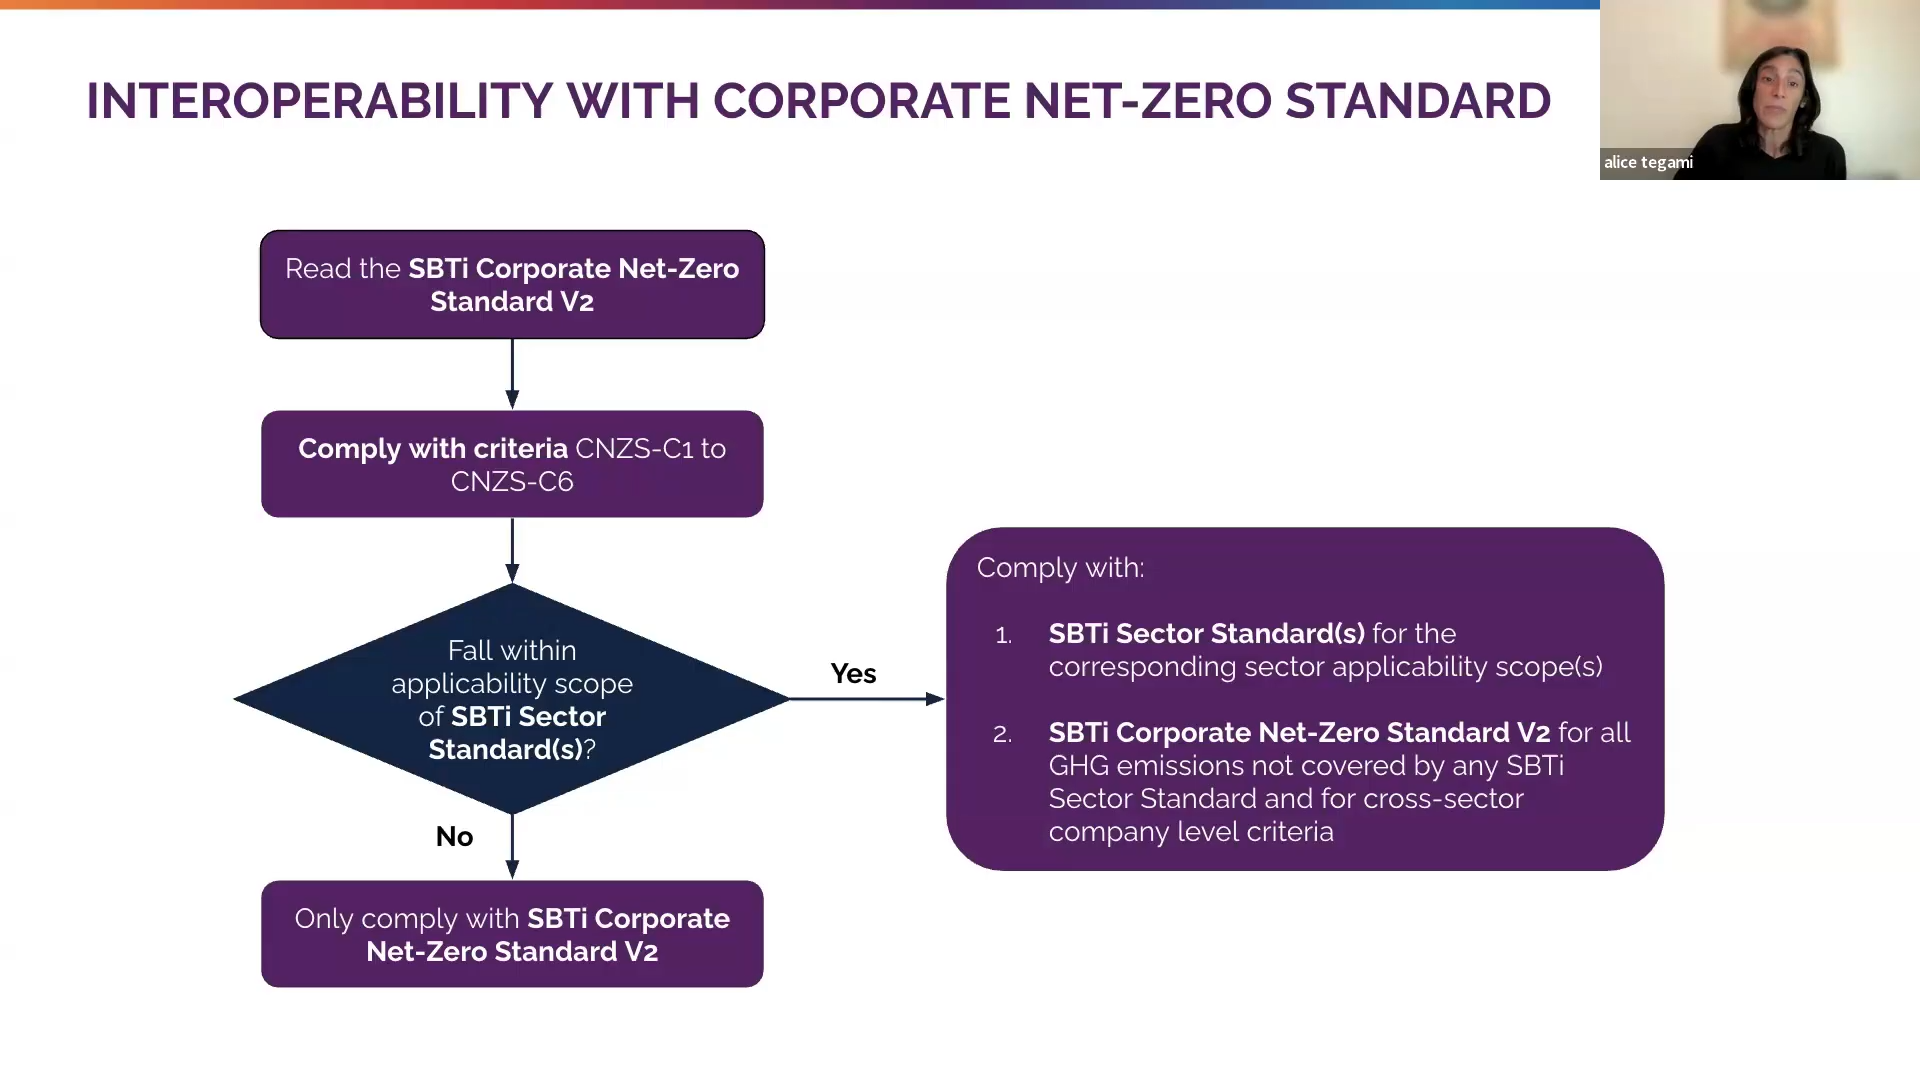 INTEROPERABILITY WITH CORPORATE NET-ZERO STANDARD
alice tegami
Read the SBTi Corporate Net-Zero
Standard V2
Comply with criteria CNZS-C1 to
CNZS-C6
Fall within
applicability scope
of SBTi Sector
Standard(s)?
Yes
No
Only comply with SBTi Corporate
Net-Zero Standard V2
Comply with:
1. SBTi Sector Standard(s) for the
corresponding sector applicability scope(s)
2. SBTi Corporate Net-Zero Standard V2 for all
GHG emissions not covered by any SBTi
Sector Standard and for cross-sector
company level criteria